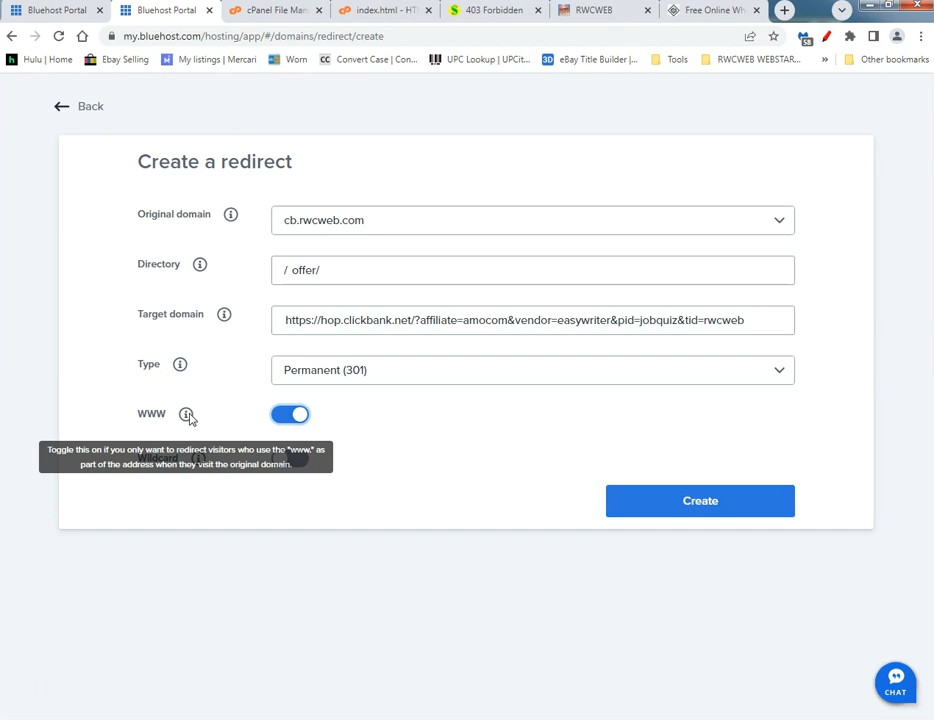 Bluehost Portal
Bluehost Portal
cPanel File Man
index.html - HT
403 Forbidden
RWCWEB
Free Online Wh
my.bluehost.com/hosting/app/#/domains/redirect/create
58
h Hulu | Home
Ebay Selling
M My listings | Mercari
Worn
CC Convert Case | Con...
UPC Lookup | UPCit...
3D eBay Title Builder |...
Tools
RWCWEB WEBSTAR...
»
Other bookmarks
Back
Create a redirect
Original domain
cb.rwcweb.com
Directory
/ offer/
Target domain
https://hop.clickbank.net/?affiliate=amocom&vendor=easywriter&pid=jobquiz&tid=rwcweb
Type
Permanent (301)
WWW
Toggle this on if you only want to redirect visitors who use the "www." as
part of the address when they visit the original domain.
Wildcard
Create
CHAT